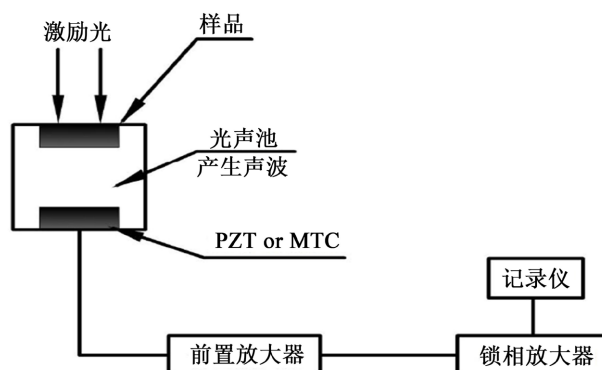 激励光
样品
光声池
产生声波
PZT or MTC
记录仪
前置放大器
锁相放大器